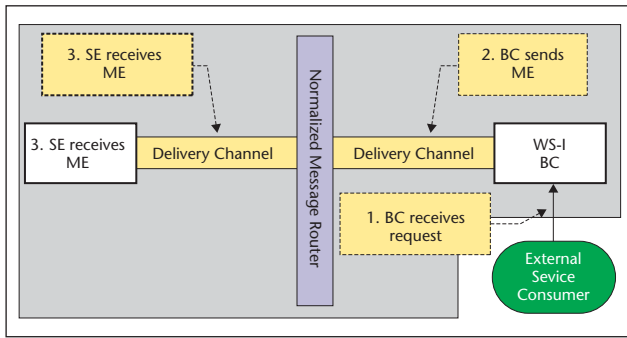 3. SE receives
ME
2. BC sends
ME
3. SE receives
ME
Delivery Channel
Normalized Message Router
Delivery Channel
WS-I
BC
1. BC receives
request
External
Sevice
Consumer